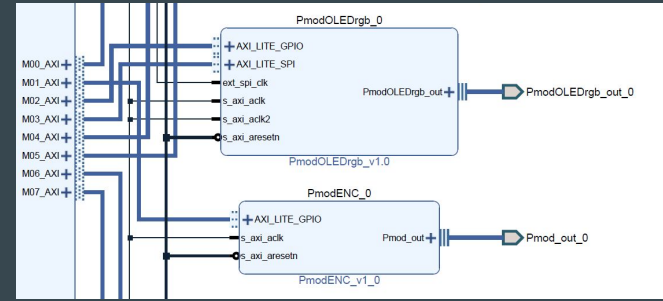 M00_AXI
M01_AXI
M02_AXI
M03_AXI
M04_AXI
M05_AXI
M06_AXI
M07_AXI
PmodOLEDrgb_0
AXI_LITE_GPIO
AXI_LITE_SPI
ext_spi_clk
s_axi_aclk
s_axi_aclk2
s_axi_aresetn
PmodOLEDrgb_out
PmodOLEDrgb_v1.0
PmodOLEDrgb_out_0
PmodENC_0
AXI_LITE_GPIO
s_axi_aclk
s_axi_aresetn
Pmod_out
PmodENC_v1_0
Pmod_out_0